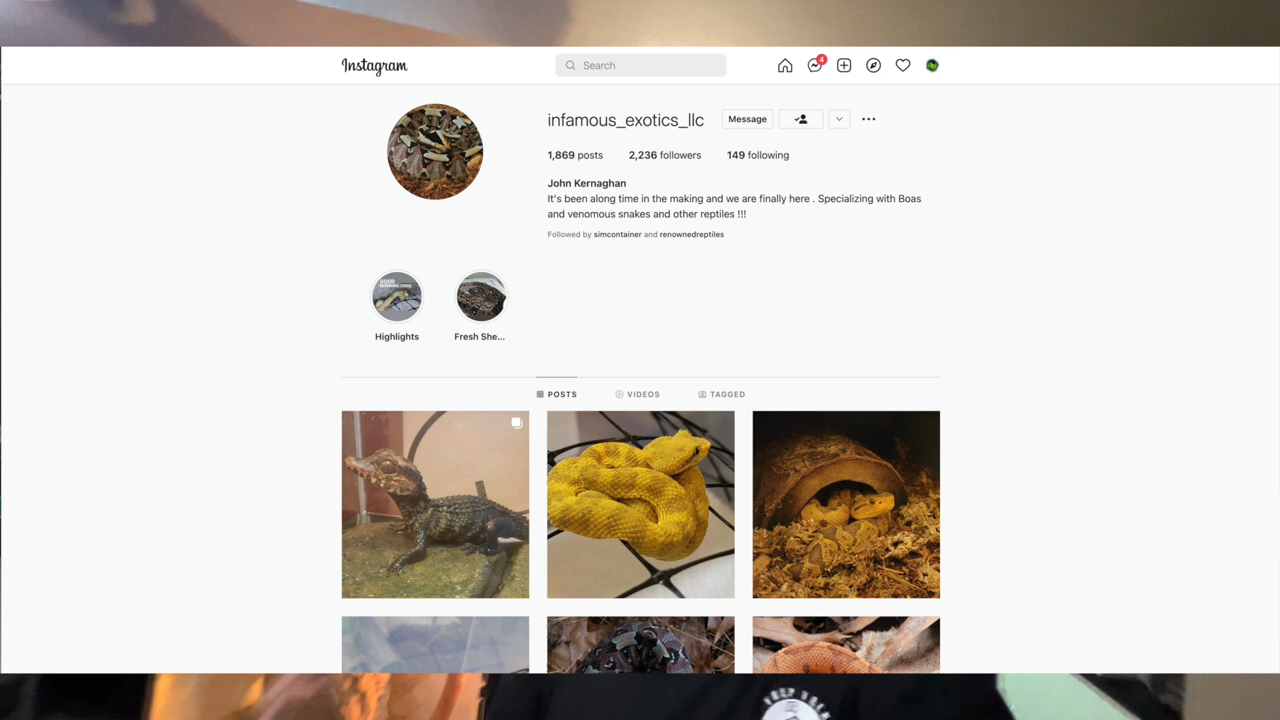 Instagram
Search
4
infamous_exotics_llc
Message
1,869 posts 2,236 followers 149 following
John Kernaghan
It's been along time in the making and we are finally here . Specializing with Boas
and venomous snakes and other reptiles !!!
Followed by simcontainer and renownedreptiles
GOOD
Highlights Fresh She...
POSTS VIDEOS TAGGED